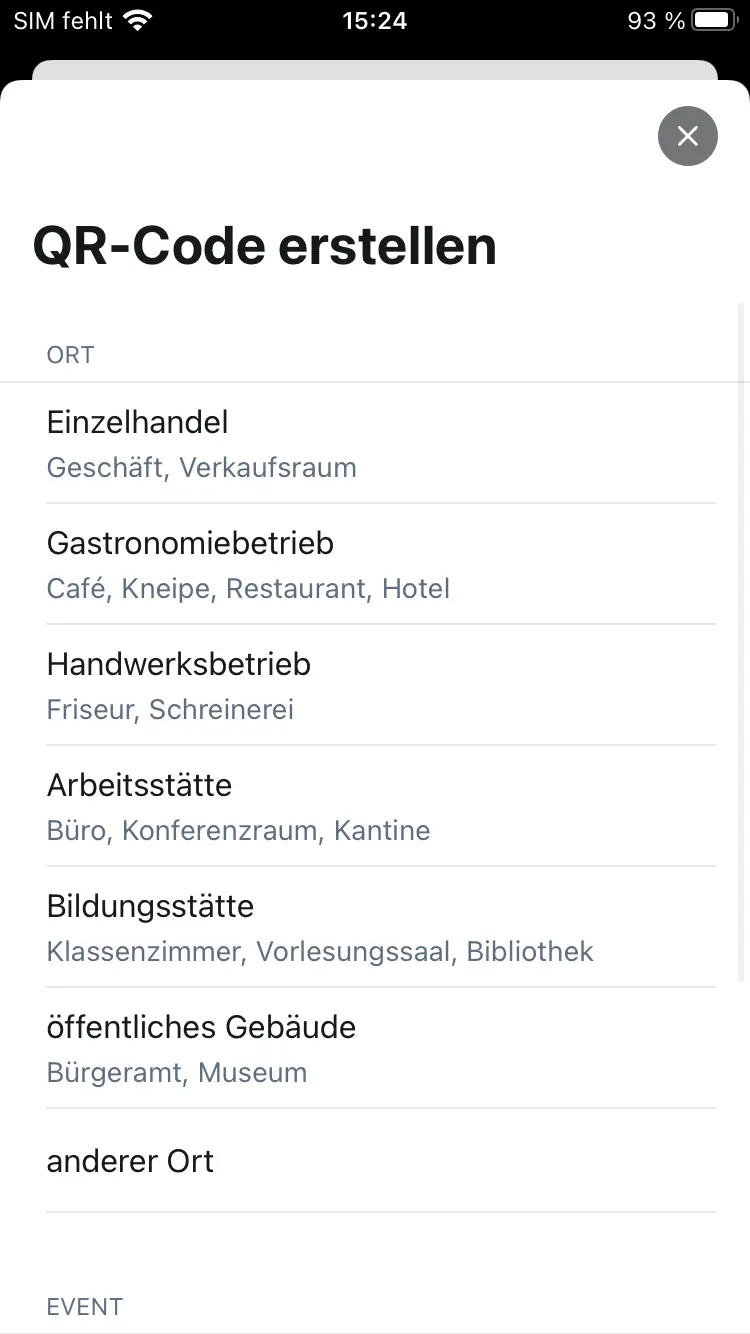 SIM fehlt 15:24 93 %
QR-Code erstellen
ORT
Einzelhandel
Geschäft, Verkaufsraum
Gastronomiebetrieb
Café, Kneipe, Restaurant, Hotel
Handwerksbetrieb
Friseur, Schreinerei
Arbeitsstätte
Büro, Konferenzraum, Kantine
Bildungsstätte
Klassenzimmer, Vorlesungssaal, Bibliothek
öffentliches Gebäude
Bürgeramt, Museum
anderer Ort
EVENT